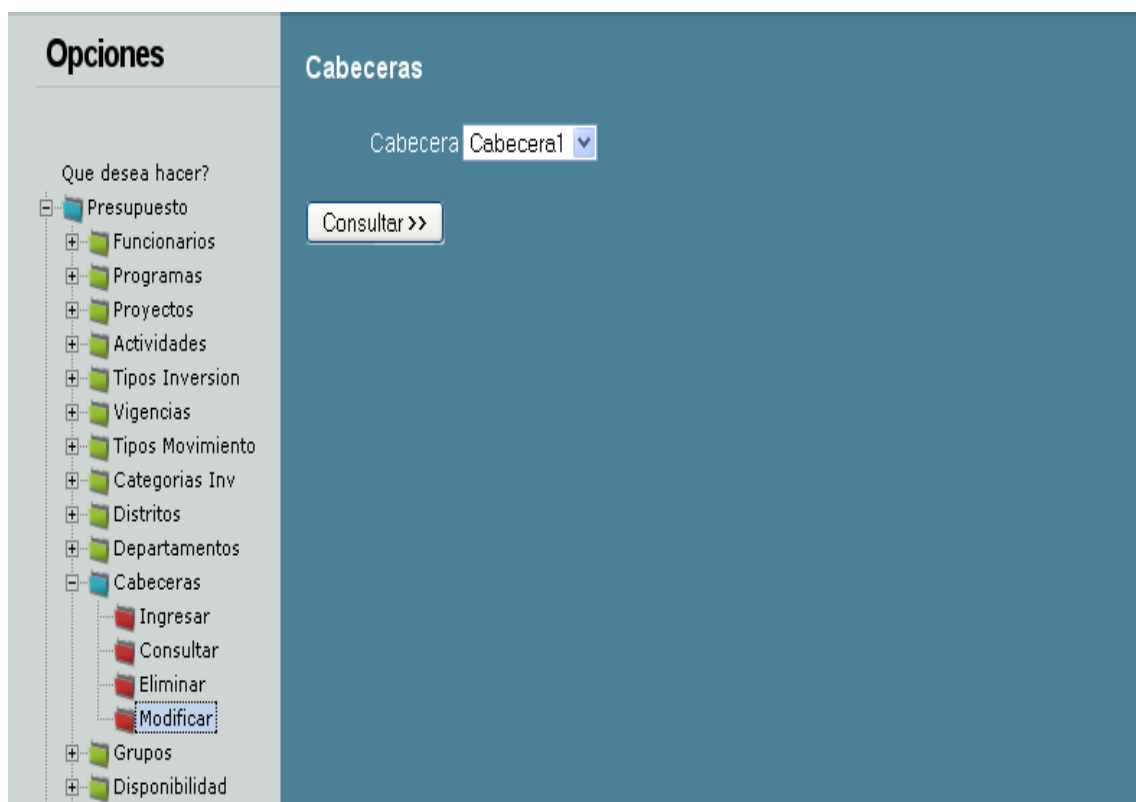 Opciones
Que desea hacer?
Presupuesto
Funcionarios
Programas
Proyectos
Actividades
Tipos Inversion
Vigencias
Tipos Movimiento
Categorias Inv
Distritos
Departamentos
Cabeceras
Ingresar
Consultar
Eliminar
Modificar
Grupos
Disponibilidad
Cabeceras
Cabecera Cabecera1
Consultar >>